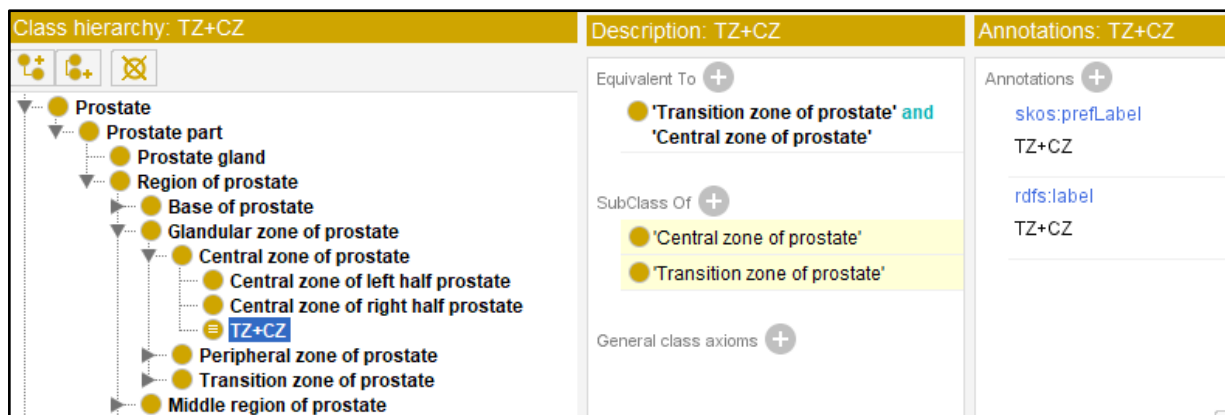 Class hierarchy: TZ+CZ
Prostate
Prostate part
Prostate gland
Region of prostate
Base of prostate
Glandular zone of prostate
Central zone of prostate
Central zone of left half prostate
Central zone of right half prostate
TZ+CZ
Peripheral zone of prostate
Transition zone of prostate
Middle region of prostate
Description: TZ+CZ
Equivalent To
'Transition zone of prostate' and
'Central zone of prostate'
SubClass Of
'Central zone of prostate'
'Transition zone of prostate'
General class axioms
Annotations: TZ+CZ
Annotations
skos:prefLabel
TZ+CZ
rdfs:label
TZ+CZ